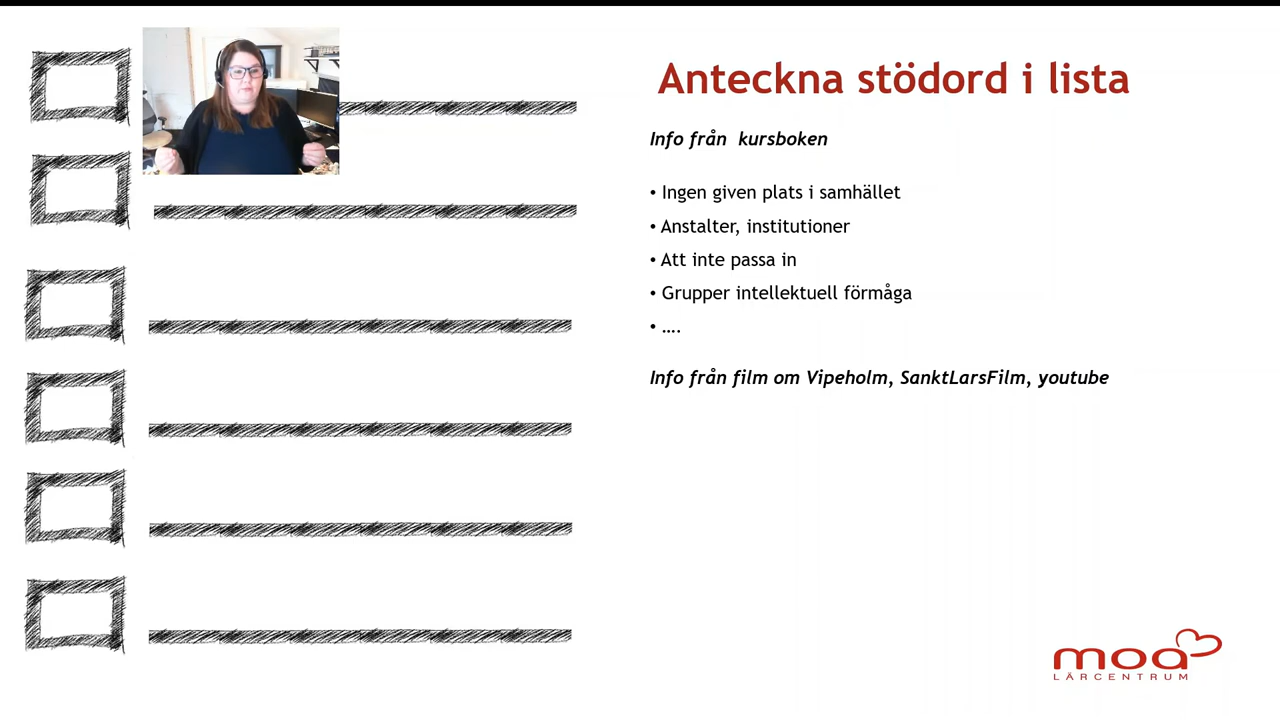 Anteckna stödord i lista
Info från kursboken
• Ingen given plats i samhället
• Anstalter, institutioner
• Att inte passa in
• Grupper intellektuell förmåga
• ....
Info från film om Vipeholm, SanktLarsFilm, youtube
moa
LÄRCENTRUM